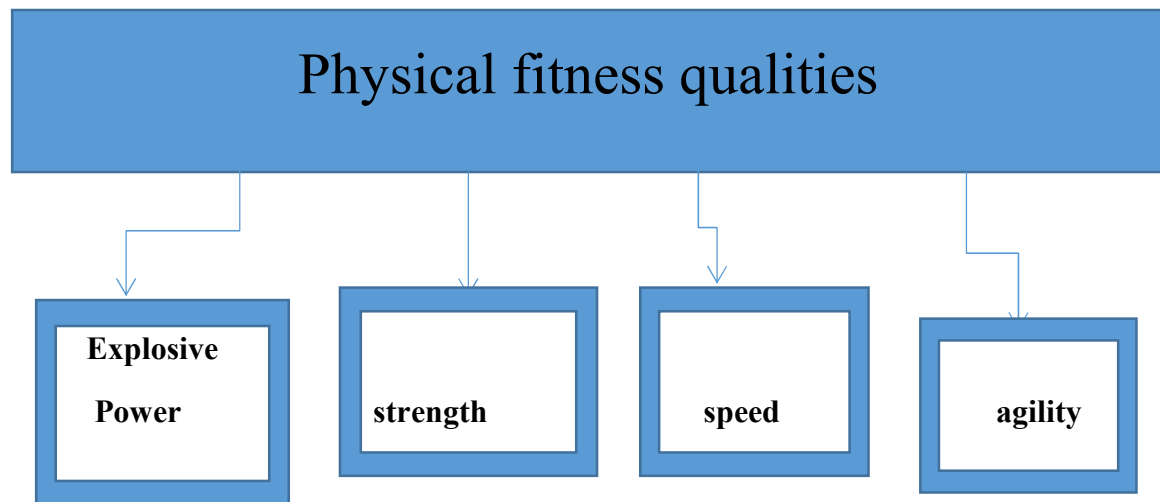 Physical fitness qualities
Explosive
Power
strength
speed
agility